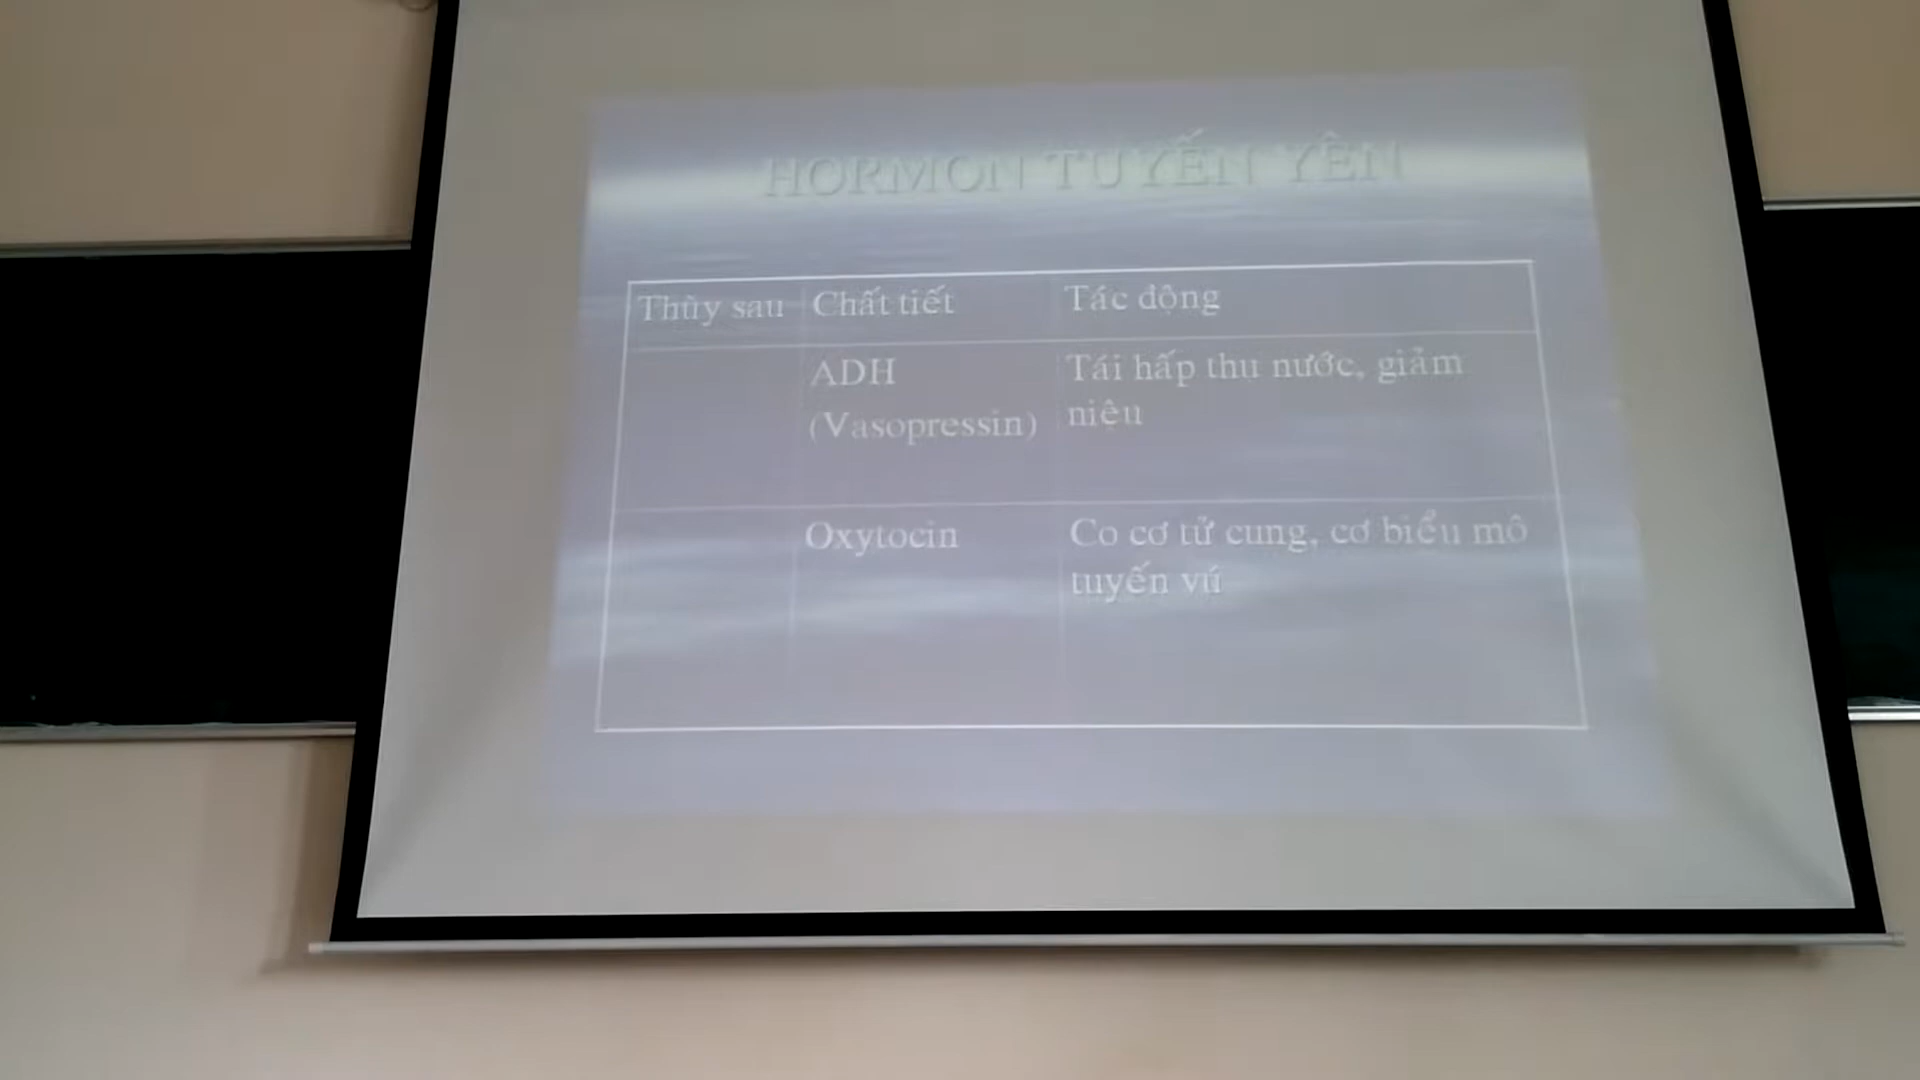 HORMON TUYẾN YÊN
Thùy sau Chất tiết Tác động
ADH
(Vasopressin)
Tái hấp thu nước, giảm
niệu
Oxytocin
Co cơ tử cung, cơ biểu mô
tuyến vú